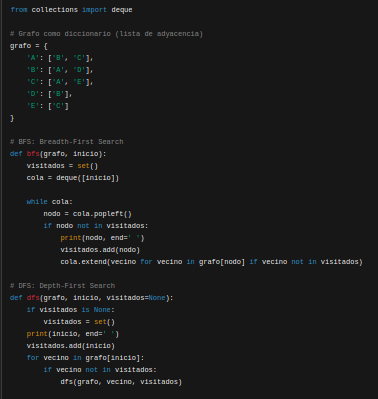 from collections import deque

# Grafo como diccionario (lista de adyacencia)
grafo = {
    'A': ['B', 'C'],
    'B': ['A', 'D'],
    'C': ['A', 'E'],
    'D': ['B'],
    'E': ['C']
}

# BFS: Breadth-First Search
def bfs(grafo, inicio):
    visitados = set()
    cola = deque([inicio])

    while cola:
        nodo = cola.popleft()
        if nodo not in visitados:
            print(nodo, end=' ')
            visitados.add(nodo)
            cola.extend(vecino for vecino in grafo[nodo] if vecino not in visitados)

# DFS: Depth-First Search
def dfs(grafo, inicio, visitados=None):
    if visitados is None:
        visitados = set()
    print(inicio, end=' ')
    visitados.add(inicio)
    for vecino in grafo[inicio]:
        if vecino not in visitados:
            dfs(grafo, vecino, visitados)